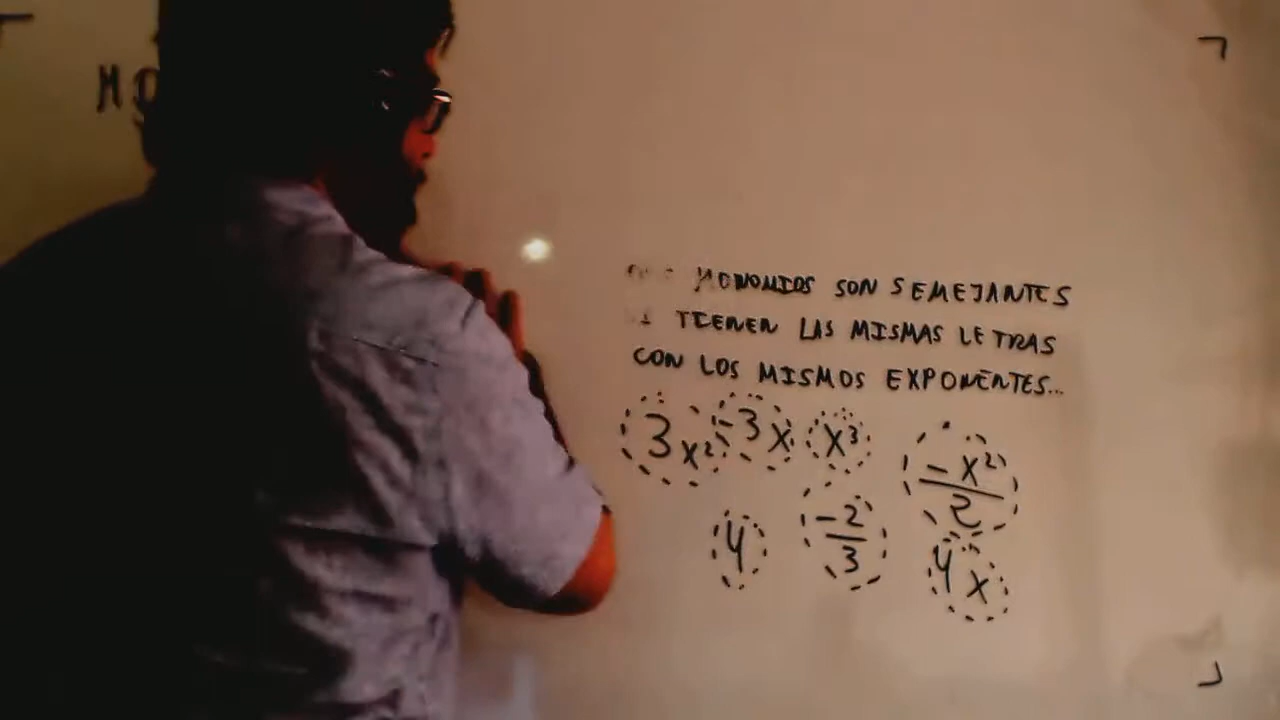 MO
MONOMIOS SON SEMEJANTES
TIENEN LAS MISMAS LETRAS
CON LOS MISMOS EXPONENTES...
3x² -3x x³ -x²/2
4 -2/3 4x